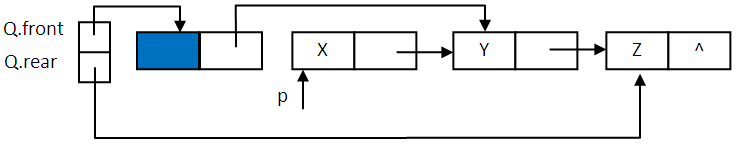 Q.front
Q.rear
X
Y
Z ^
p